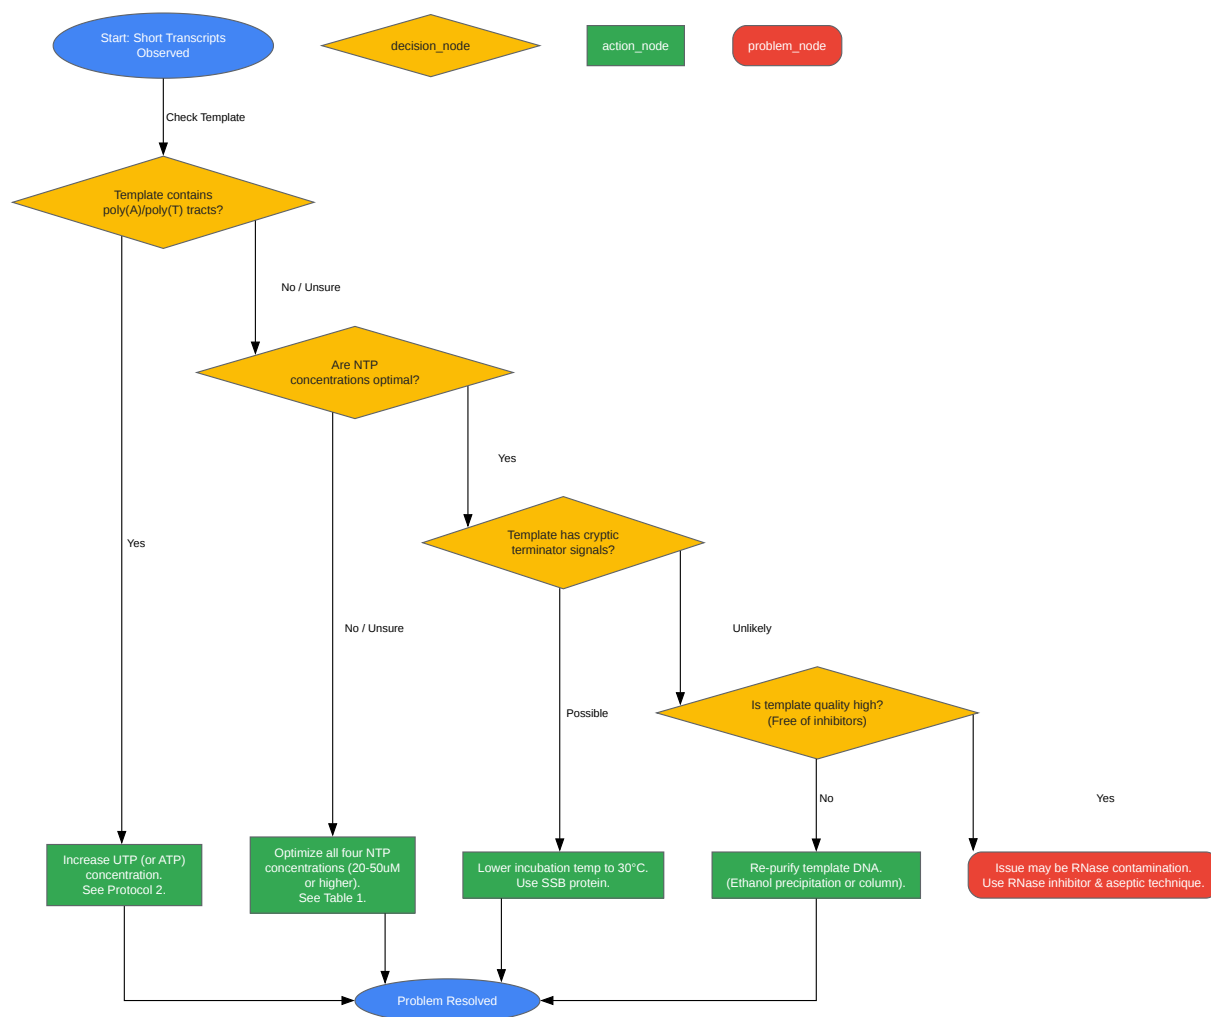 Start: Short Transcripts
Observed
decision_node
action_node
problem_node
Check Template
Template contains
poly(A)/poly(T) tracts?
No / Unsure
Are NTP
concentrations optimal?
Yes
Template has cryptic
terminator signals?
Yes
No / Unsure
Unlikely
Is template quality high?
(Free of inhibitors)
Possible
No
Yes
Increase UTP (or ATP)
concentration.
See Protocol 2.
Optimize all four NTP
concentrations (20-50uM
or higher).
See Table 1.
Lower incubation temp to 30°C.
Use SSB protein.
Re-purify template DNA.
(Ethanol precipitation or column).
Issue may be RNase contamination.
Use RNase inhibitor & aseptic technique.
Problem Resolved